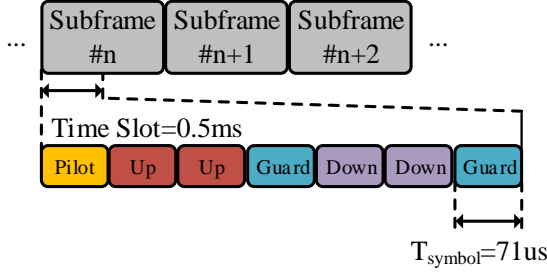 Subframe #n
Subframe #n+1
Subframe #n+2
... ...
Time Slot=0.5ms
Pilot Up Up Guard Down Down Guard
Tsymbol=71us